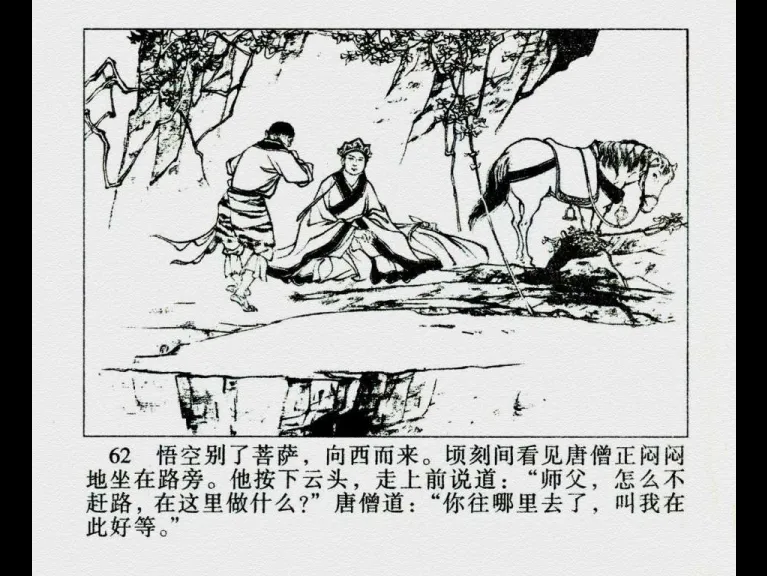 62 悟空别了菩萨，向西而来。顷刻间看见唐僧正闷闷
地坐在路旁。他按下云头，走上前说道：“师父，怎么不
赶路，在这里做什么？”唐僧道：“你往哪里去了，叫我在
此好等。”